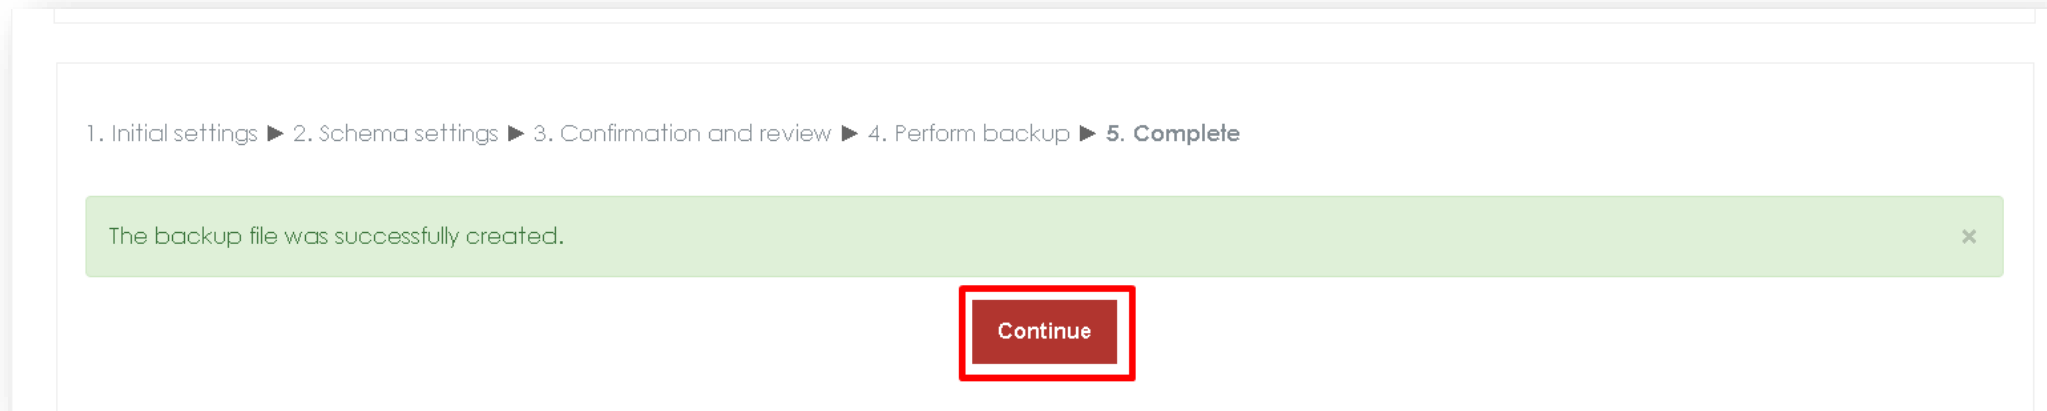 1. Initial settings ► 2. Schema settings ► 3. Confirmation and review ► 4. Perform backup ► 5. Complete
The backup file was successfully created. ×
Continue